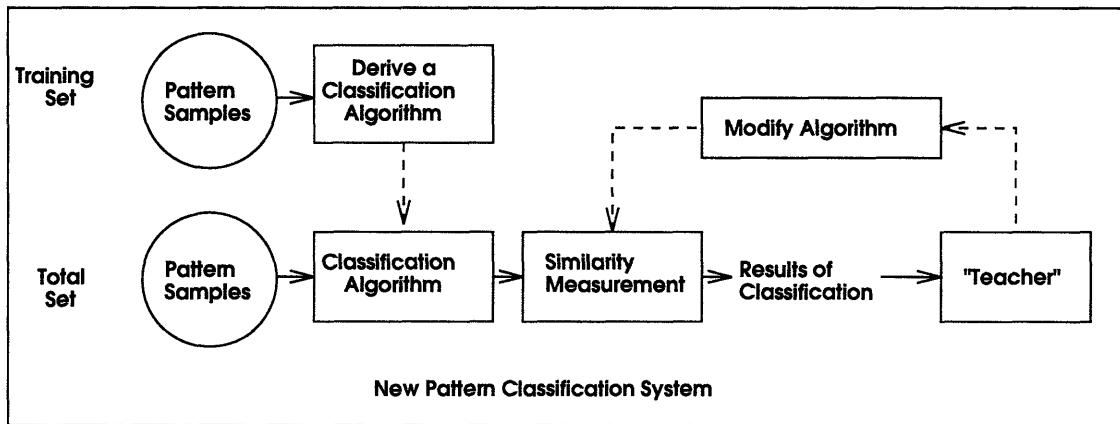 Training
Set
Pattern
Samples
Derive a
Classification
Algorithm
Modify Algorithm
Total
Set
Pattern
Samples
Classification
Algorithm
Similarity
Measurement
Results of
Classification
"Teacher"
New Pattern Classification System